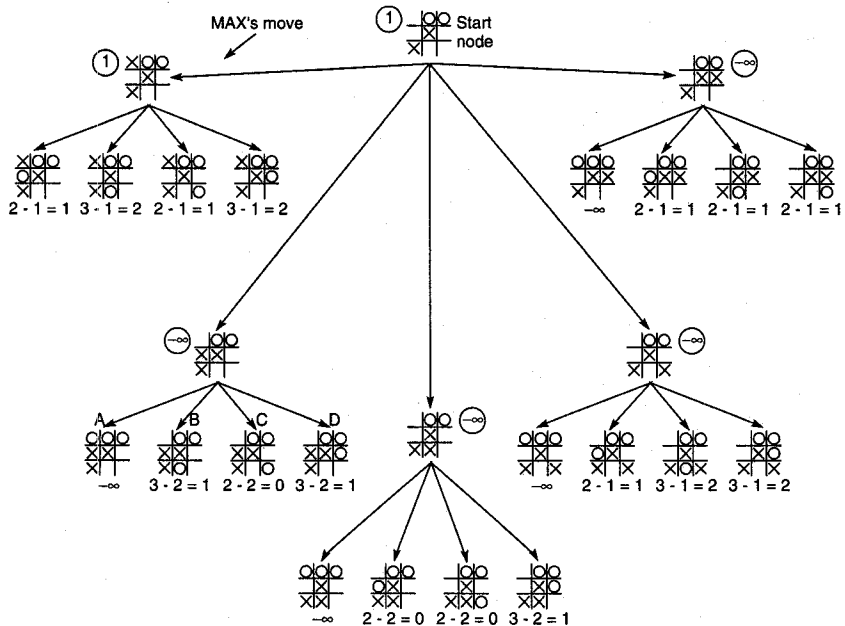 MAX's move
1
Start
node
1
−∞
2 - 1 = 1
3 - 1 = 2
2 - 1 = 1
3 - 1 = 2
−∞
2 - 1 = 1
2 - 1 = 1
2 - 1 = 1
−∞
−∞
A
B
C
D
−∞
−∞
3 - 2 = 1
2 - 2 = 0
3 - 2 = 1
−∞
2 - 1 = 1
3 - 1 = 2
3 - 1 = 2
−∞
2 - 2 = 0
2 - 2 = 0
3 - 2 = 1